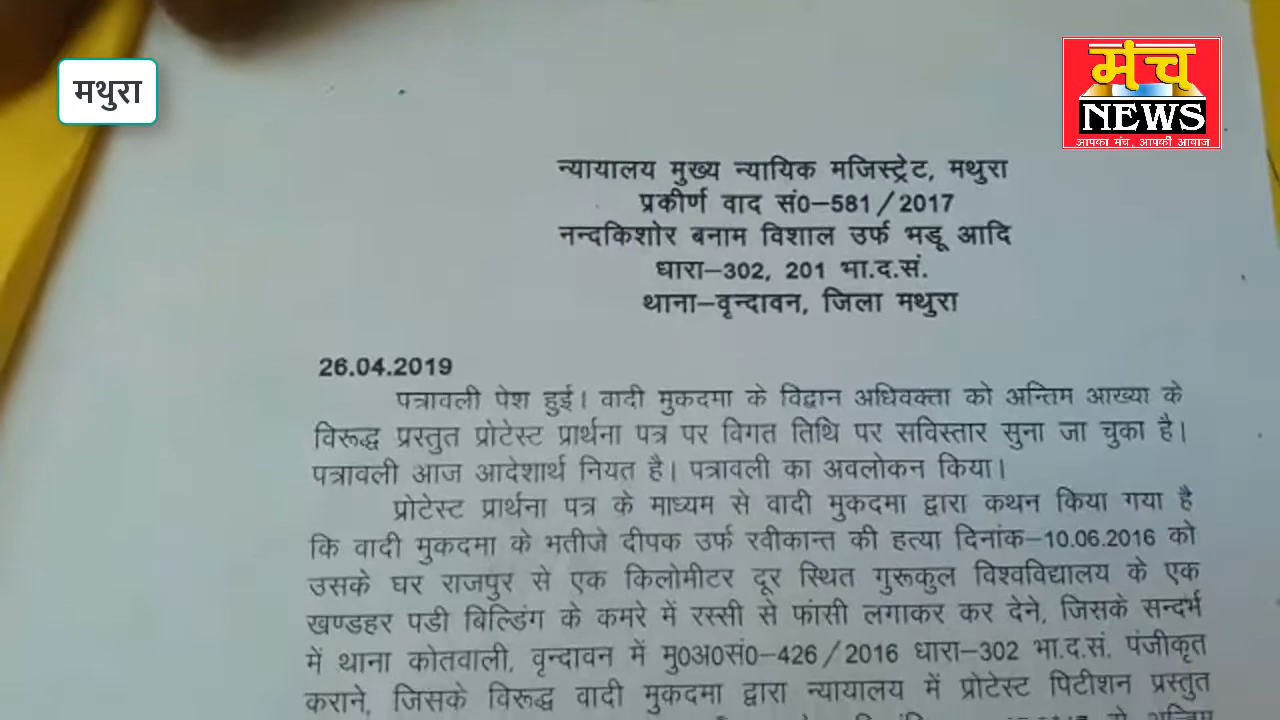 मथुरा
मंच
NEWS
आपका मंच, आपकी आवाज
न्यायालय मुख्य न्यायिक मजिस्ट्रेट, मथुरा
प्रकीर्ण वाद सं0–581/2017
नन्दकिशोर बनाम विशाल उर्फ भडू आदि
धारा–302, 201 भा.द.सं.
थाना–वृन्दावन, जिला मथुरा
26.04.2019
पत्रावली पेश हुई। वादी मुकदमा के विद्वान अधिवक्ता को अन्तिम आख्या के
विरूद्ध प्रस्तुत प्रोटेस्ट प्रार्थना पत्र पर विगत तिथि पर सविस्तार सुना जा चुका है।
पत्रावली आज आदेशार्थ नियत है। पत्रावली का अवलोकन किया।
प्रोटेस्ट प्रार्थना पत्र के माध्यम से वादी मुकदमा द्वारा कथन किया गया है
कि वादी मुकदमा के भतीजे दीपक उर्फ रवीकान्त की हत्या दिनांक–10.06.2016 को
उसके घर राजपुर से एक किलोमीटर दूर स्थित गुरूकुल विश्वविद्यालय के एक
खण्डहर पडी बिल्डिंग के कमरे में रस्सी से फांसी लगाकर कर देने, जिसके सन्दर्भ
में थाना कोतवाली, वृन्दावन में मु0अ0सं0–426/2016 धारा–302 भा.द.सं. पंजीकृत
कराने, जिसके विरूद्ध वादी मुकदमा द्वारा न्यायालय में प्रोटेस्ट पिटीशन प्रस्तुत
से अन्तिम